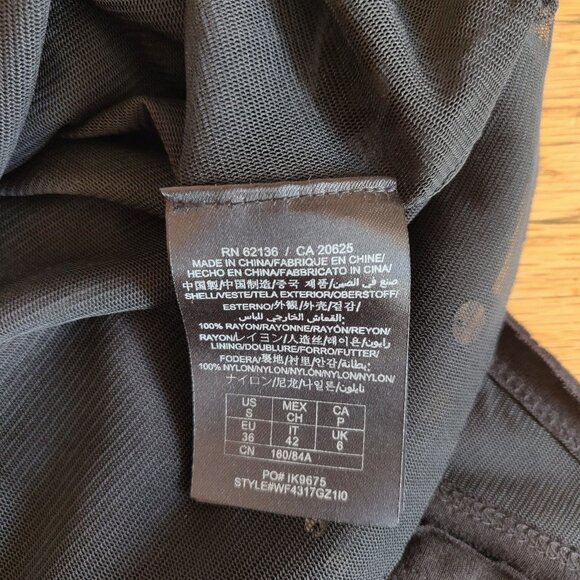 RN 62136 / CA 20625
MADE IN CHINA/FABRIQUE EN CHINE/
HECHO EN CHINA/FABBRICATO IN CINA/
中国製/中国制造/중국 제품/صنع في الصين/
SHELL/VESTE/TELA EXTERIOR/OBERSTOFF/
ESTERNO/外観/外壳/겉감/
القماش الخارجي للباس:
100% RAYON/RAYONNE/RAYÓN/REYON/
RAYON/レイヨン/人造丝/레이온/رايون/
LINING/DOUBLURE/FORRO/FUTTER/
FODERA/裏地/衬里/안감/بطانة:
100% NYLON/NYLON/NYLON/NYLON/NYLON/
ナイロン/尼龙/나일론/نايلون/
US S MEX CH CA P
EU 36 IT 42 UK 6
CN 160/84A
PO# IK9675
STYLE#WF4317GZ1I0